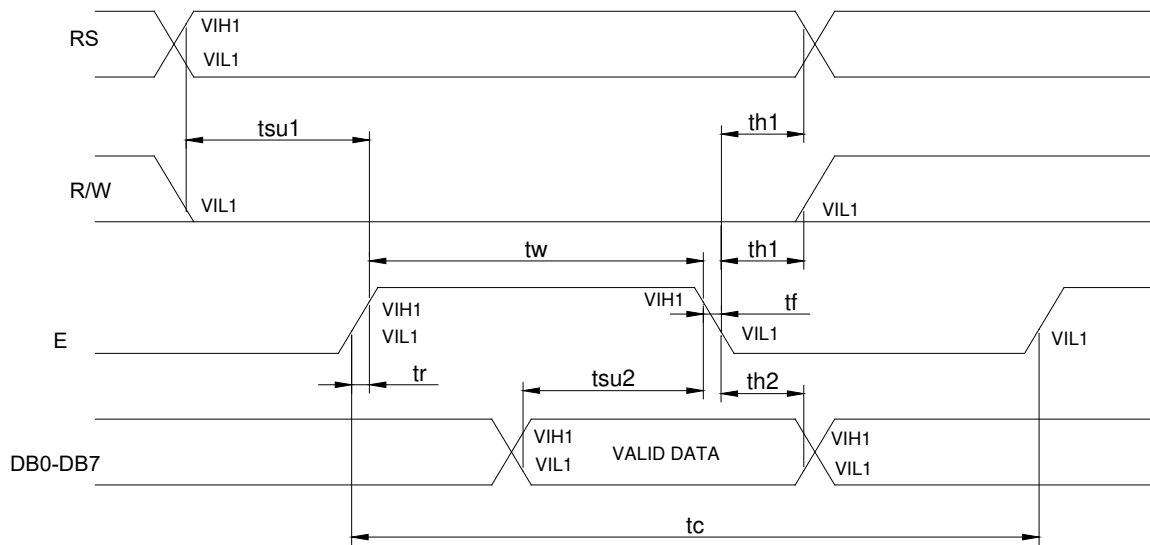 RS
VIH1
VIL1
tsu1
th1
R/W
VIL1
VIL1
tw
th1
E
VIH1
VIL1
VIH1
tf
VIL1
VIL1
tr
tsu2
th2
DB0-DB7
VIH1
VIL1
VALID DATA
VIH1
VIL1
tc